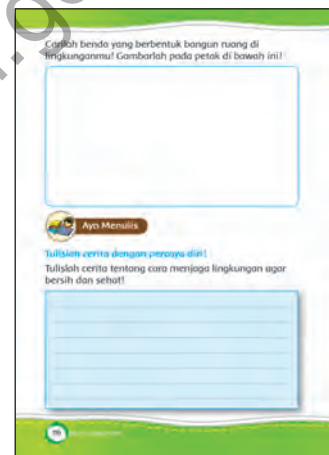 Carilah benda yang berbentuk bangun ruang di
lingkunganmu! Gambarlah pada petak di bawah ini!
Ayo Menulis
Tulislah cerita dengan percaya diri!
Tulislah cerita tentang cara menjaga lingkungan agar
bersih dan sehat!